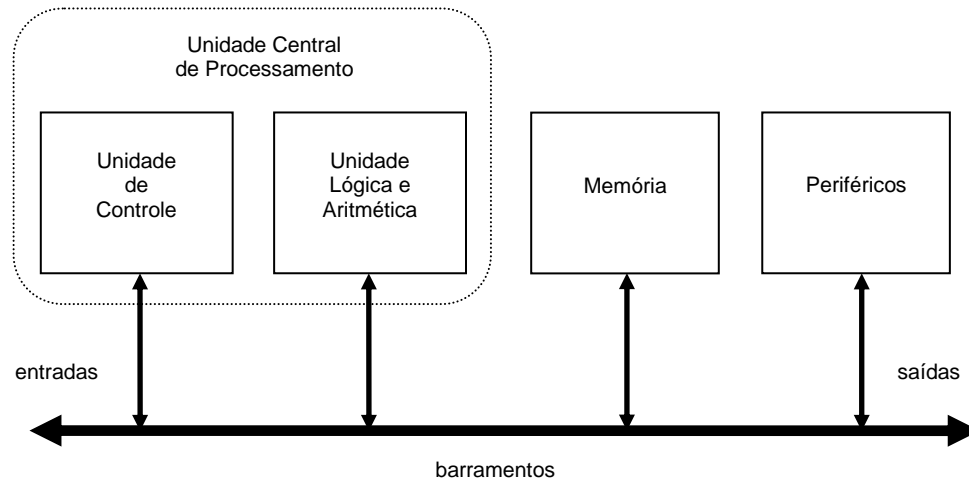 Unidade Central
de Processamento
Unidade
de
Controle
Unidade
Lógica e
Aritmética
Memória
Periféricos
entradas
saídas
barramentos